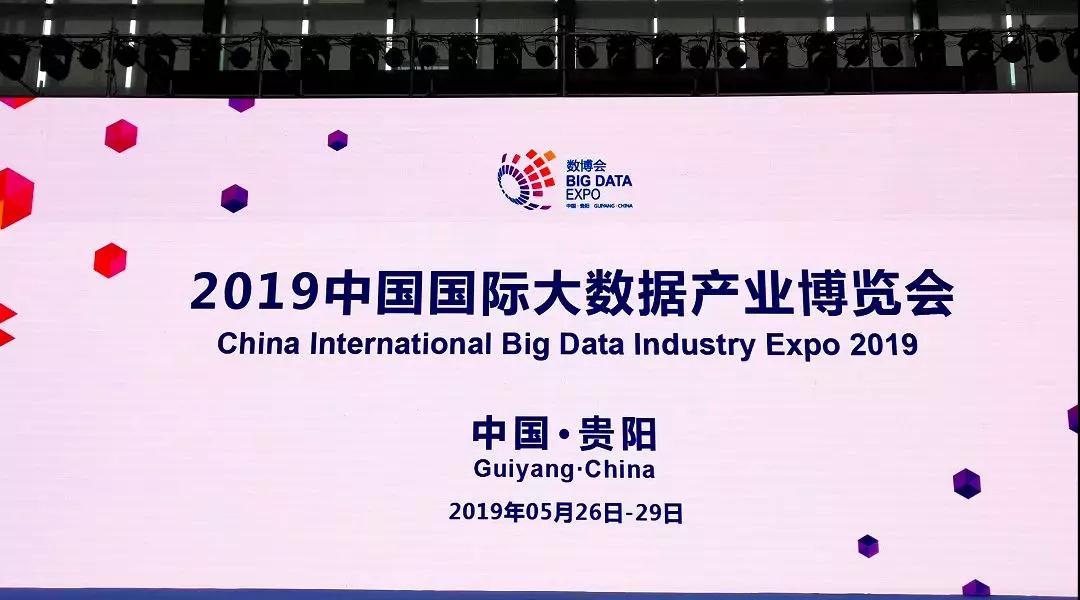 数博会
BIG DATA
EXPO
中国·贵阳 GUIYANG·CHINA
2019中国国际大数据产业博览会
China International Big Data Industry Expo 2019
中国·贵阳
Guiyang·China
2019年05月26日-29日